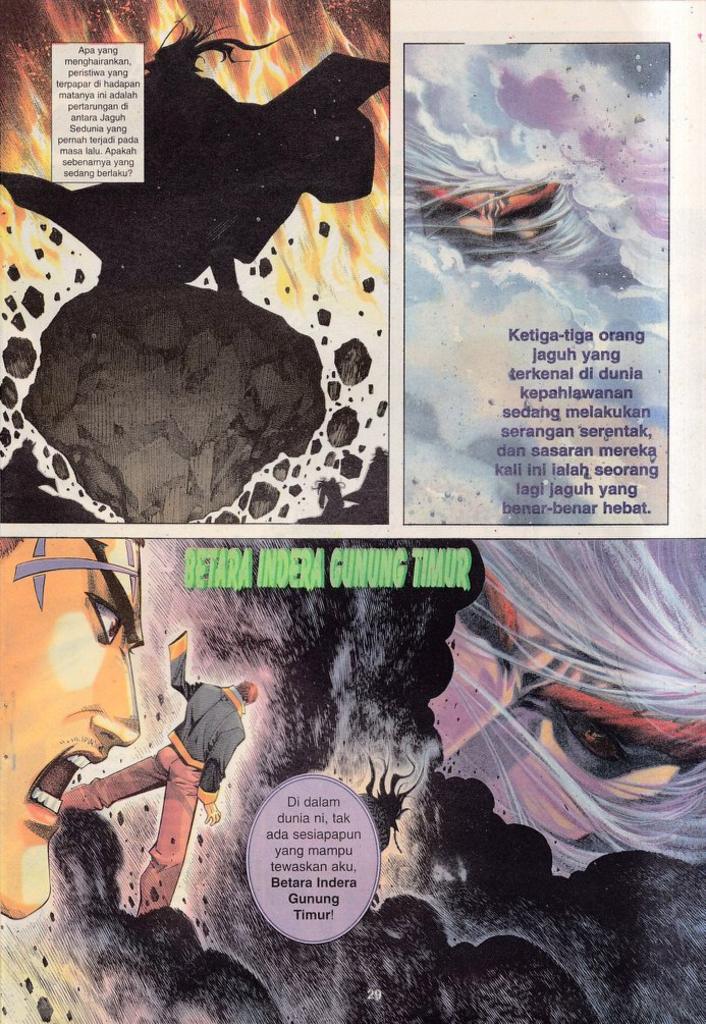 Apa yang
menghairankan,
peristiwa yang
terpapar di hadapan
matanya ini adalah
pertarungan di
antara Jaguh
Sedunia yang
pernah terjadi pada
masa lalu. Apakah
sebenarnya yang
sedang berlaku?
Ketiga-tiga orang
jaguh yang
terkenal di dunia
kepahlawanan
sedang melakukan
serangan serentak,
dan sasaran mereka
kali ini ialah seorang
lagi jaguh yang
benar-benar hebat.
BETARA INDERA GUNUNG TIMUR
Di dalam
dunia ni, tak
ada sesiapapun
yang mampu
tewaskan aku,
Betara Indera
Gunung
Timur!
29